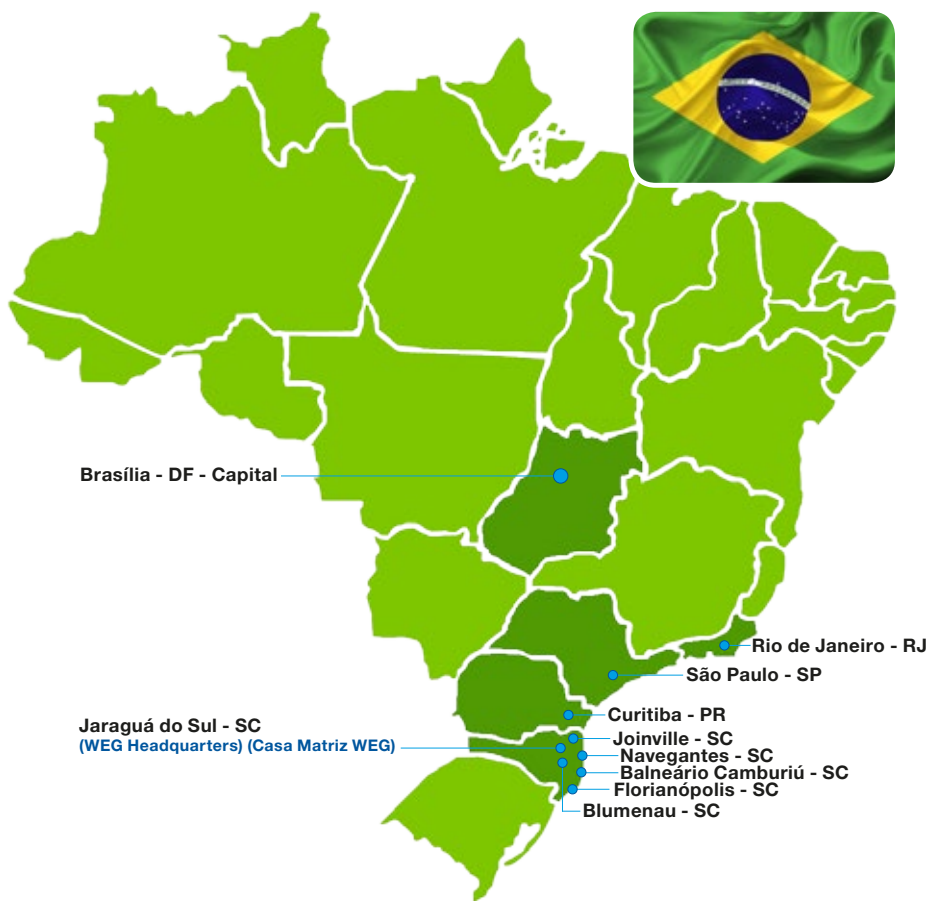 Brasília - DF - Capital
Rio de Janeiro - RJ
São Paulo - SP
Curitiba - PR
Jaraguá do Sul - SC
(WEG Headquarters) (Casa Matriz WEG)
Joinville - SC
Navegantes - SC
Balneário Camburiú - SC
Florianópolis - SC
Blumenau - SC